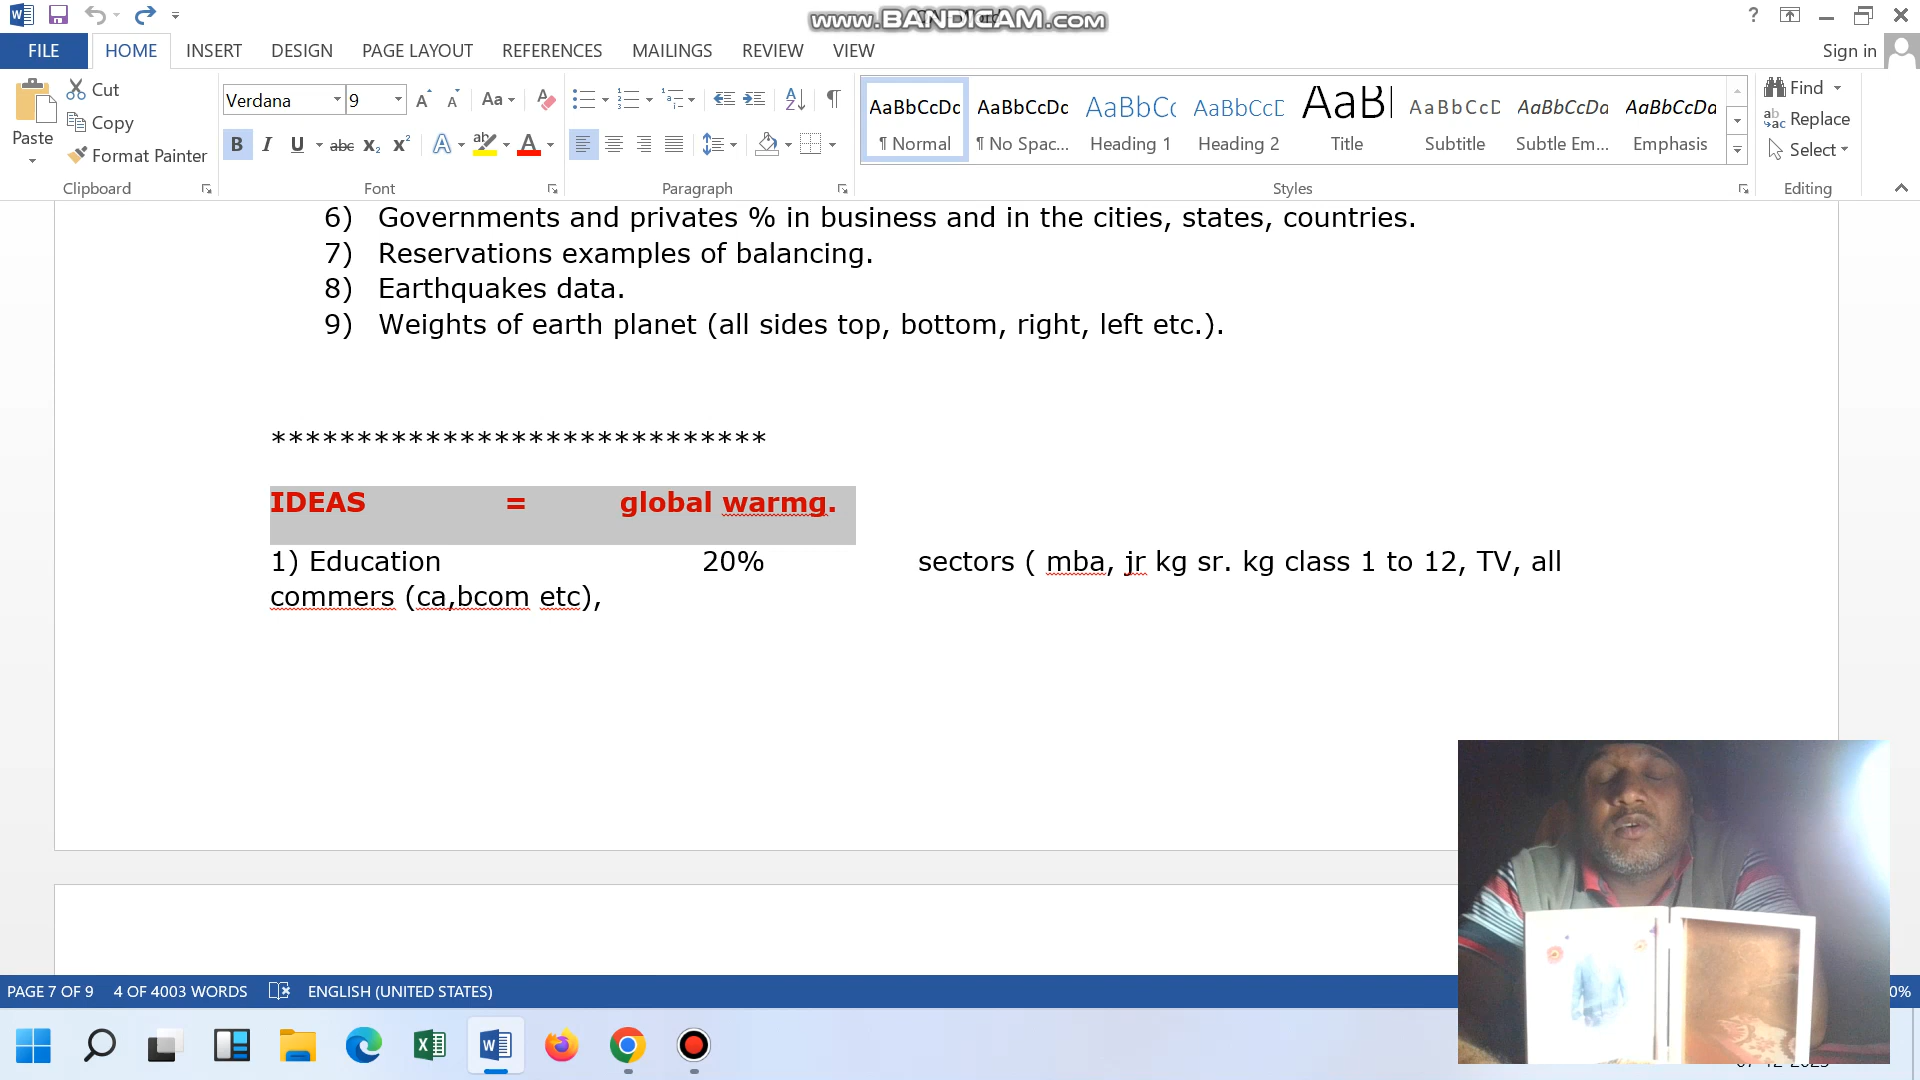 www.BANDICAM.com
FILE HOME INSERT DESIGN PAGE LAYOUT REFERENCES MAILINGS REVIEW VIEW Sign in
Paste
Cut
Copy
Format Painter
Clipboard
Verdana 9
Font
Paragraph
AaBbCcDc AaBbCcDc AaBbCc AaBbCcD AaBl AaBbCcD AaBbCcDa AaBbCcDa
¶ Normal ¶ No Spac... Heading 1 Heading 2 Title Subtitle Subtle Em... Emphasis
Styles
Find
Replace
Select
Editing
6) Governments and privates % in business and in the cities, states, countries.
7) Reservations examples of balancing.
8) Earthquakes data.
9) Weights of earth planet (all sides top, bottom, right, left etc.).
*****************************
IDEAS = global warmg.
1) Education 20% sectors ( mba, jr kg sr. kg class 1 to 12, TV, all
commers (ca,bcom etc),
PAGE 7 OF 9 4 OF 4003 WORDS ENGLISH (UNITED STATES) 0%